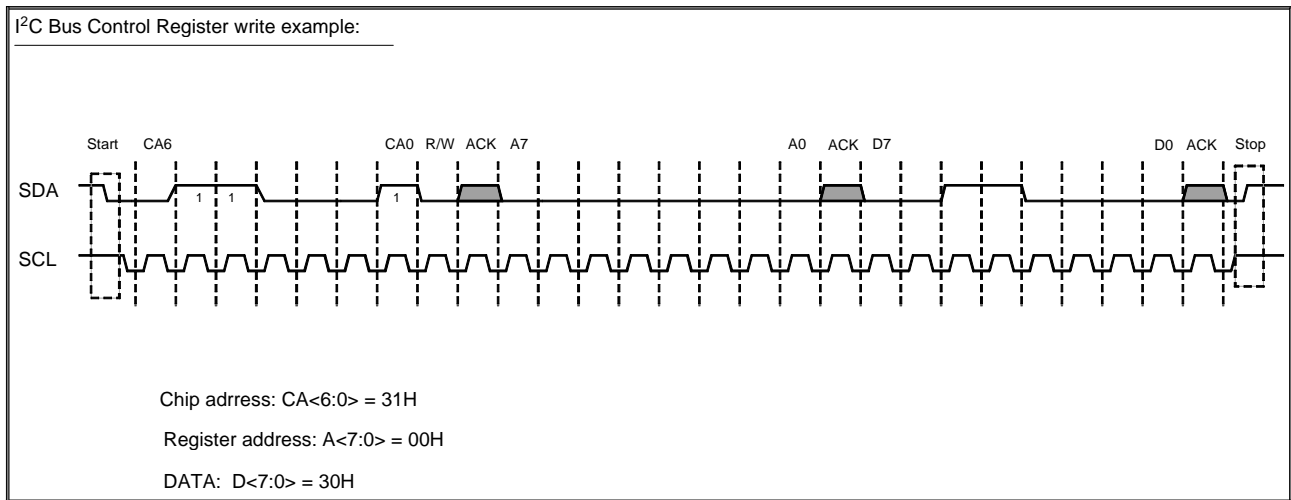 I²C Bus Control Register write example:
Start CA6 CA0 R/W ACK A7 A0 ACK D7 D0 ACK Stop
SDA 1 1 1
SCL
Chip adrress: CA<6:0> = 31H
Register address: A<7:0> = 00H
DATA: D<7:0> = 30H